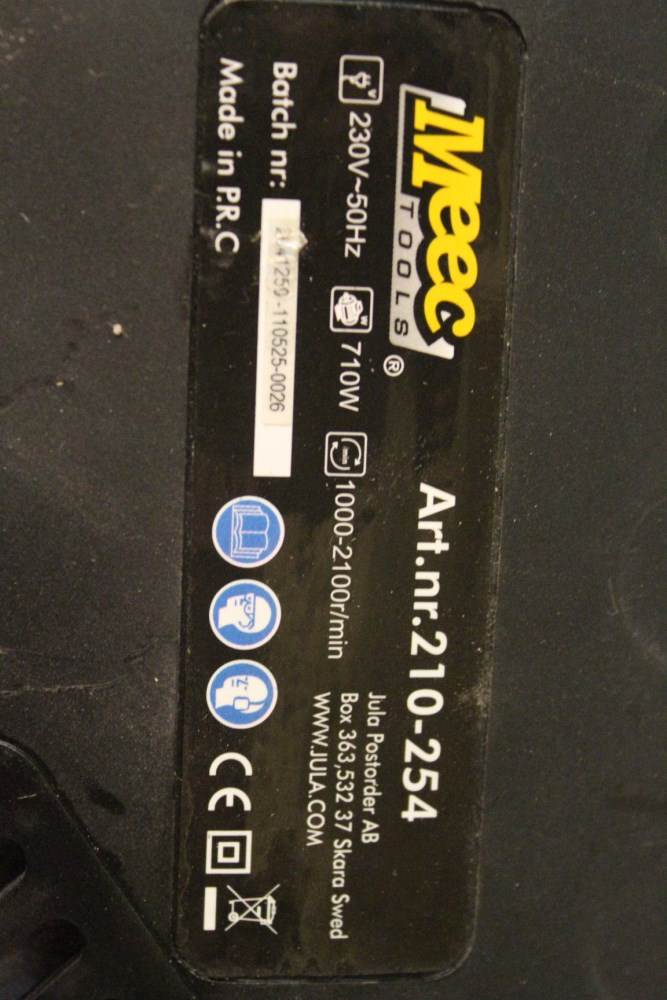 Meec
TOOLS®
Art.nr.210-254
230V~50Hz 710W 1000-2100r/min
Jula Postorder AB
Box 363,532 37 Skara Swed
WWW.JULA.COM
Batch nr: -110525-0026
Made in P.R.C
CE